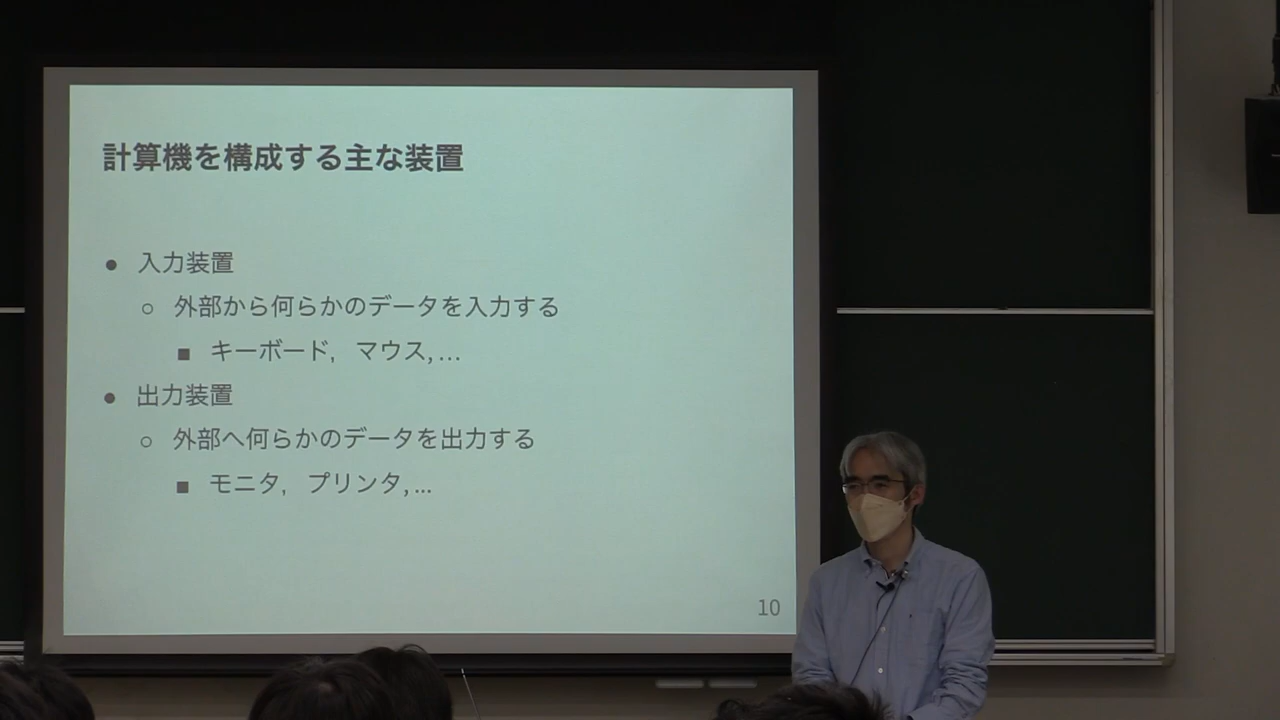 計算機を構成する主な装置
● 入力装置
○ 外部から何らかのデータを入力する
■ キーボード，マウス,…
● 出力装置
○ 外部へ何らかのデータを出力する
■ モニタ，プリンタ,…
10